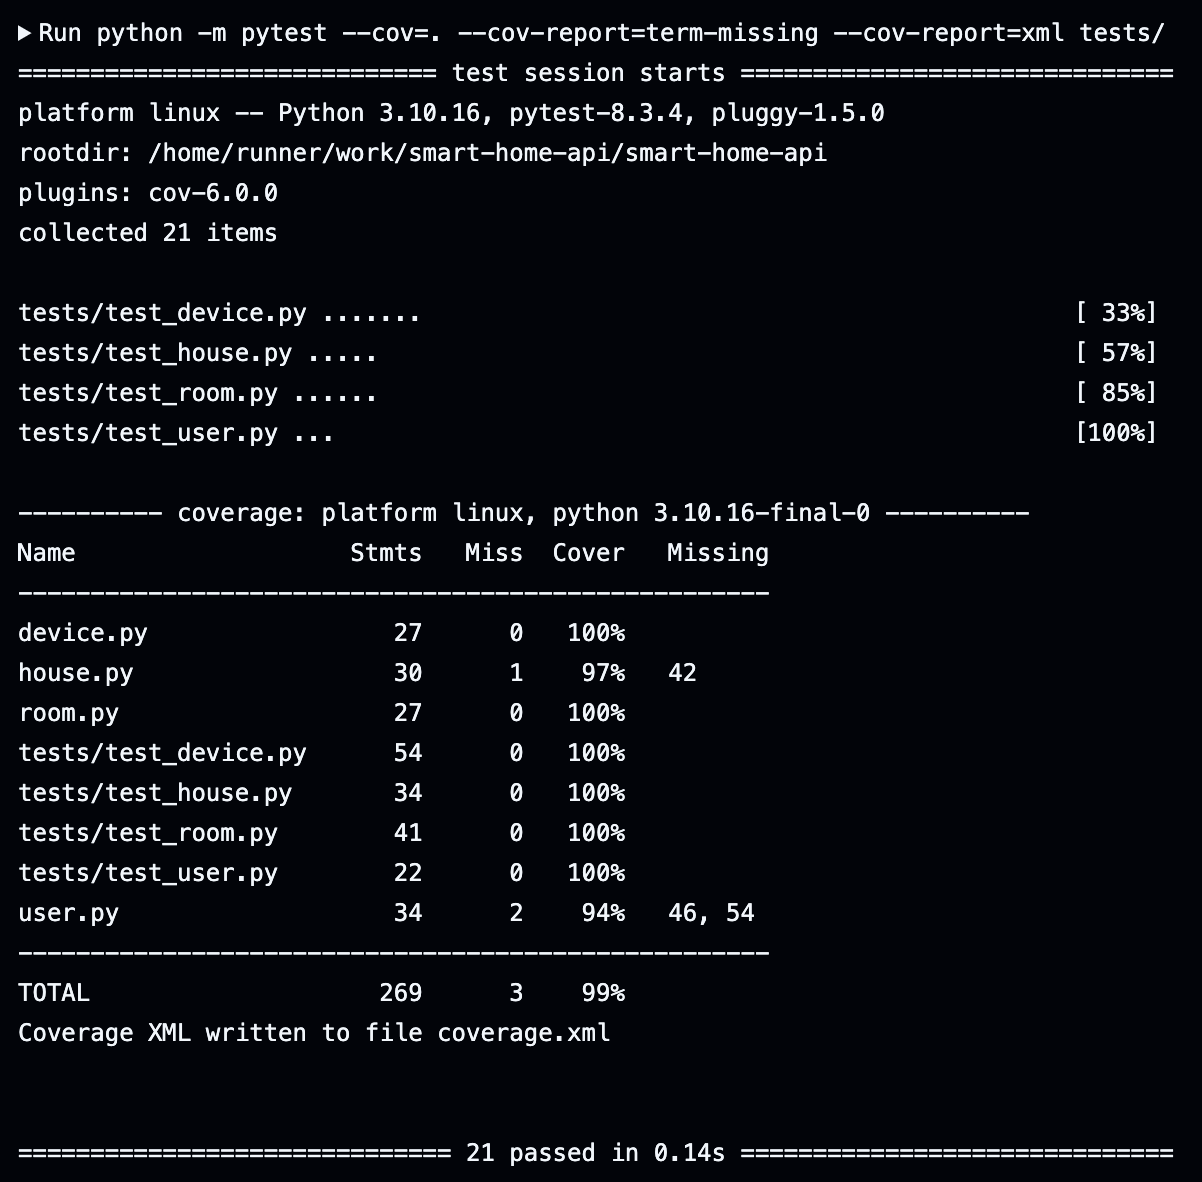 ▶Run python -m pytest --cov=. --cov-report=term-missing --cov-report=xml tests/
============================= test session starts ==============================
platform linux -- Python 3.10.16, pytest-8.3.4, pluggy-1.5.0
rootdir: /home/runner/work/smart-home-api/smart-home-api
plugins: cov-6.0.0
collected 21 items
tests/test_device.py ....... [ 33%]
tests/test_house.py ..... [ 57%]
tests/test_room.py ...... [ 85%]
tests/test_user.py ... [100%]
---------- coverage: platform linux, python 3.10.16-final-0 ----------
Name Stmts Miss Cover Missing
----------------------------------------------------
device.py 27 0 100%
house.py 30 1 97% 42
room.py 27 0 100%
tests/test_device.py 54 0 100%
tests/test_house.py 34 0 100%
tests/test_room.py 41 0 100%
tests/test_user.py 22 0 100%
user.py 34 2 94% 46, 54
----------------------------------------------------
TOTAL 269 3 99%
Coverage XML written to file coverage.xml
============================== 21 passed in 0.14s ==============================